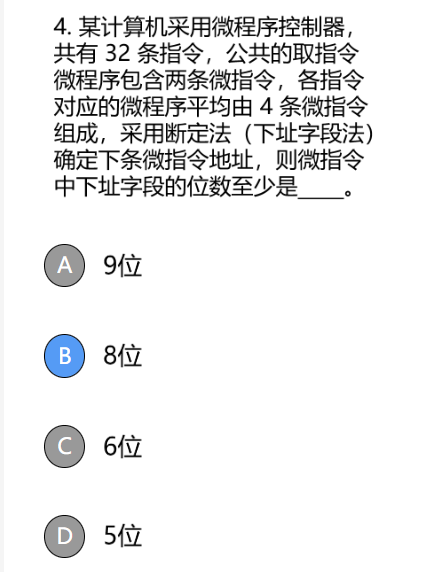 4. 某计算机采用微程序控制器，
共有 32 条指令，公共的取指令
微程序包含两条微指令，各指令
对应的微程序平均由 4 条微指令
组成，采用断定法（下址字段法）
确定下条微指令地址，则微指令
中下址字段的位数至少是____。
A 9位
B 8位
C 6位
D 5位